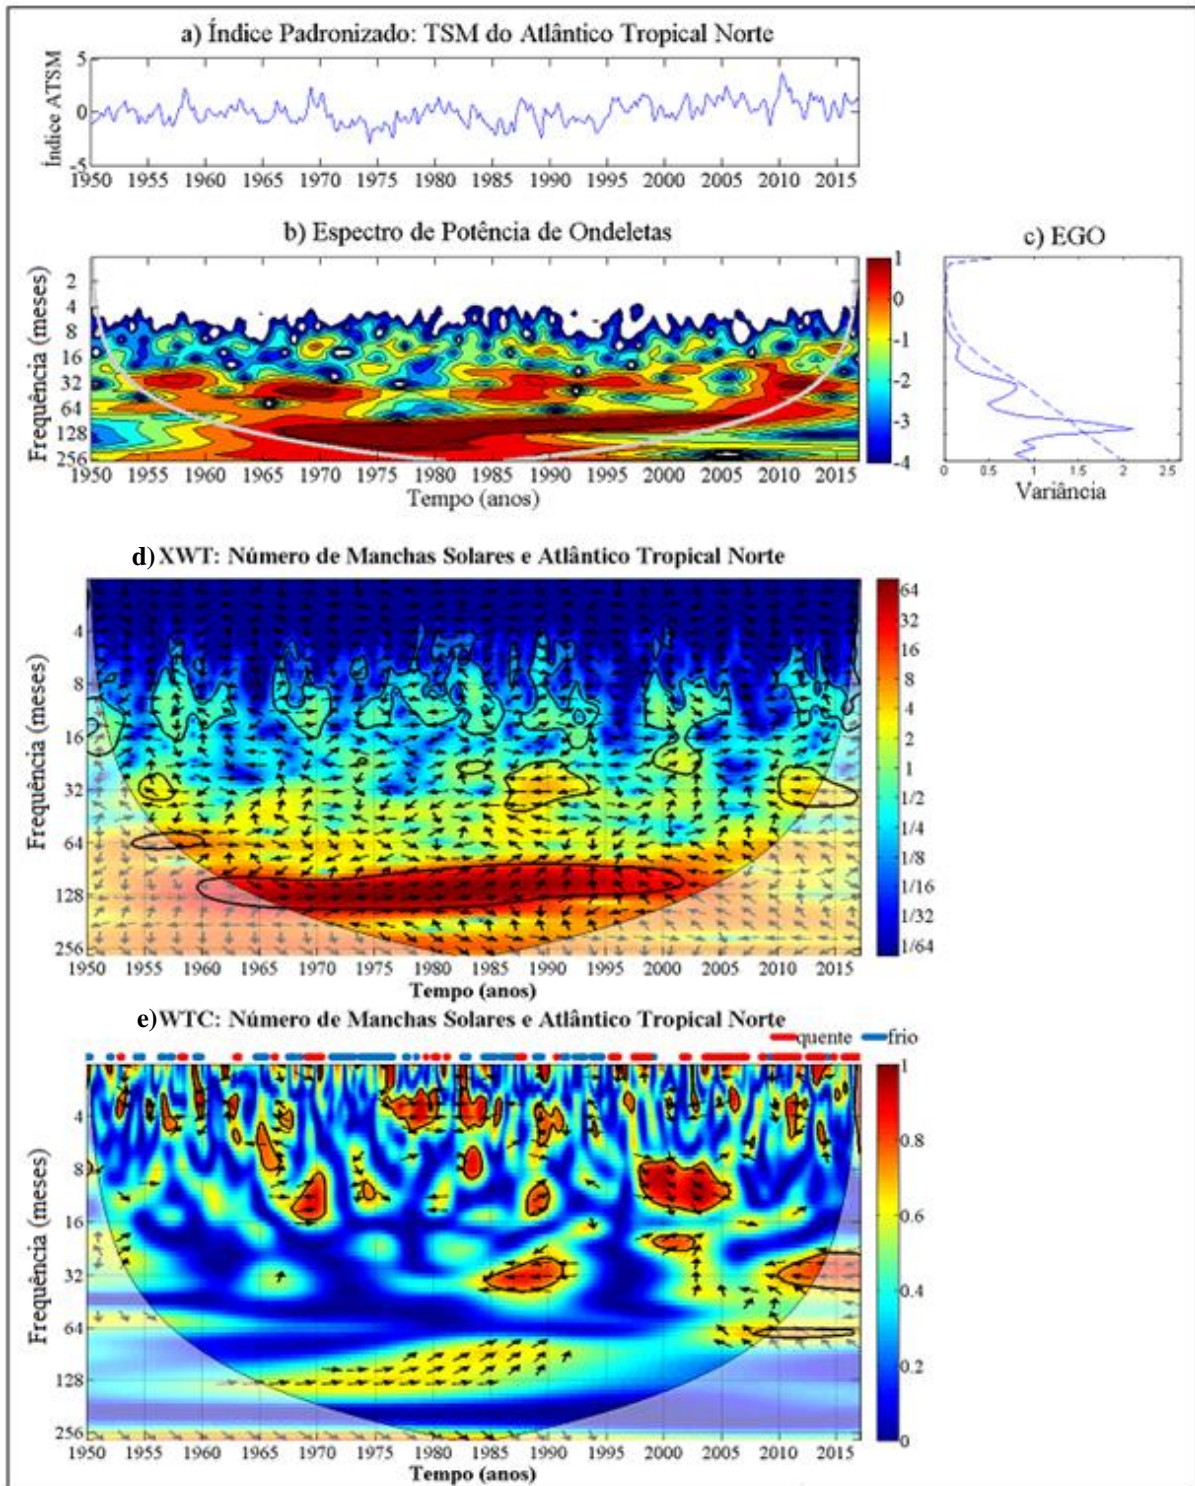 a) Índice Padronizado: TSM do Atlântico Tropical Norte
Índice ATSM
5
0
-5
1950 1955 1960 1965 1970 1975 1980 1985 1990 1995 2000 2005 2010 2015
b) Espectro de Potência de Ondeletas
Frequência (meses)
2
4
8
16
32
64
128
256
1950 1955 1960 1965 1970 1975 1980 1985 1990 1995 2000 2005 2010 2015
Tempo (anos)
1
0
-1
-2
-3
-4
c) EGO
0 0.5 1 1.5 2 2.5
Variância
d) XWT: Número de Manchas Solares e Atlântico Tropical Norte
Frequência (meses)
4
8
16
32
64
128
256
1950 1955 1960 1965 1970 1975 1980 1985 1990 1995 2000 2005 2010 2015
Tempo (anos)
64
32
16
8
4
2
1
1/2
1/4
1/8
1/16
1/32
1/64
e) WTC: Número de Manchas Solares e Atlântico Tropical Norte
quente frio
Frequência (meses)
4
8
16
32
64
128
256
1950 1955 1960 1965 1970 1975 1980 1985 1990 1995 2000 2005 2010 2015
Tempo (anos)
1
0.8
0.6
0.4
0.2
0